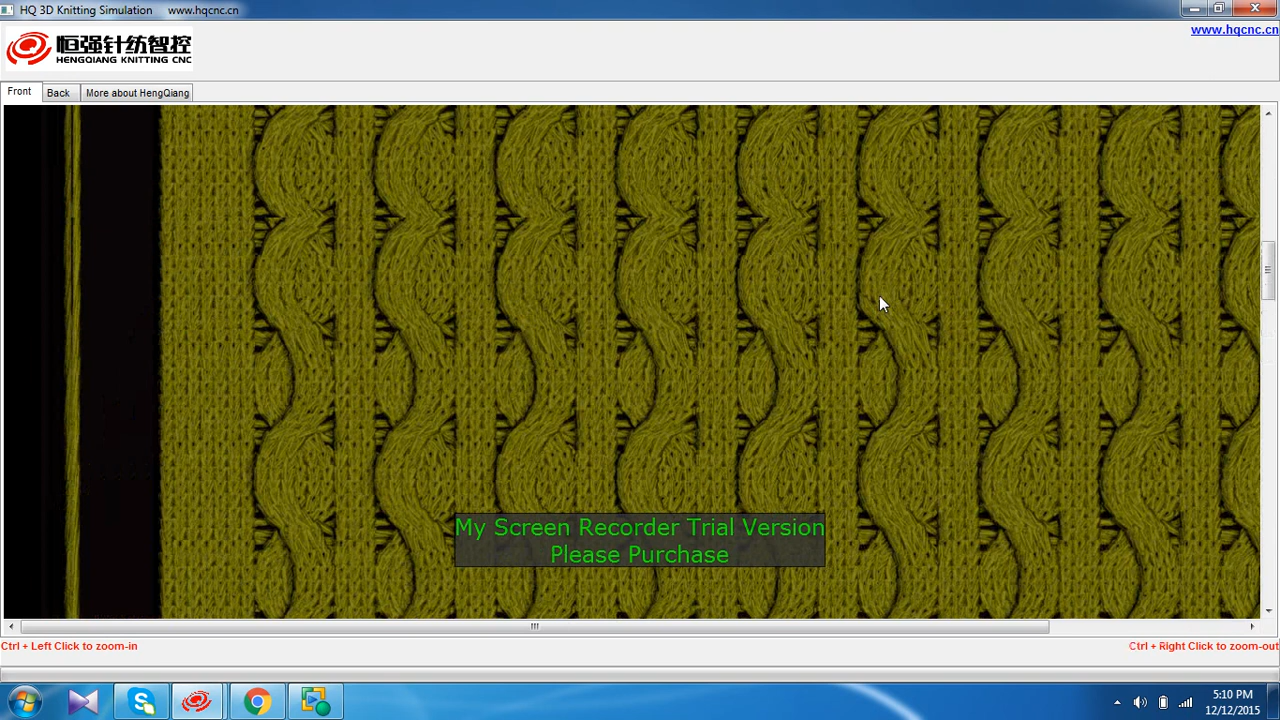 HQ 3D Knitting Simulation www.hqcnc.cn
www.hqcnc.cn
恒强针纺智控
HENGQIANG KNITTING CNC
Front Back More about HengQiang
My Screen Recorder Trial Version
Please Purchase
Ctrl + Left Click to zoom-in Ctrl + Right Click to zoom-out
5:10 PM
12/12/2015